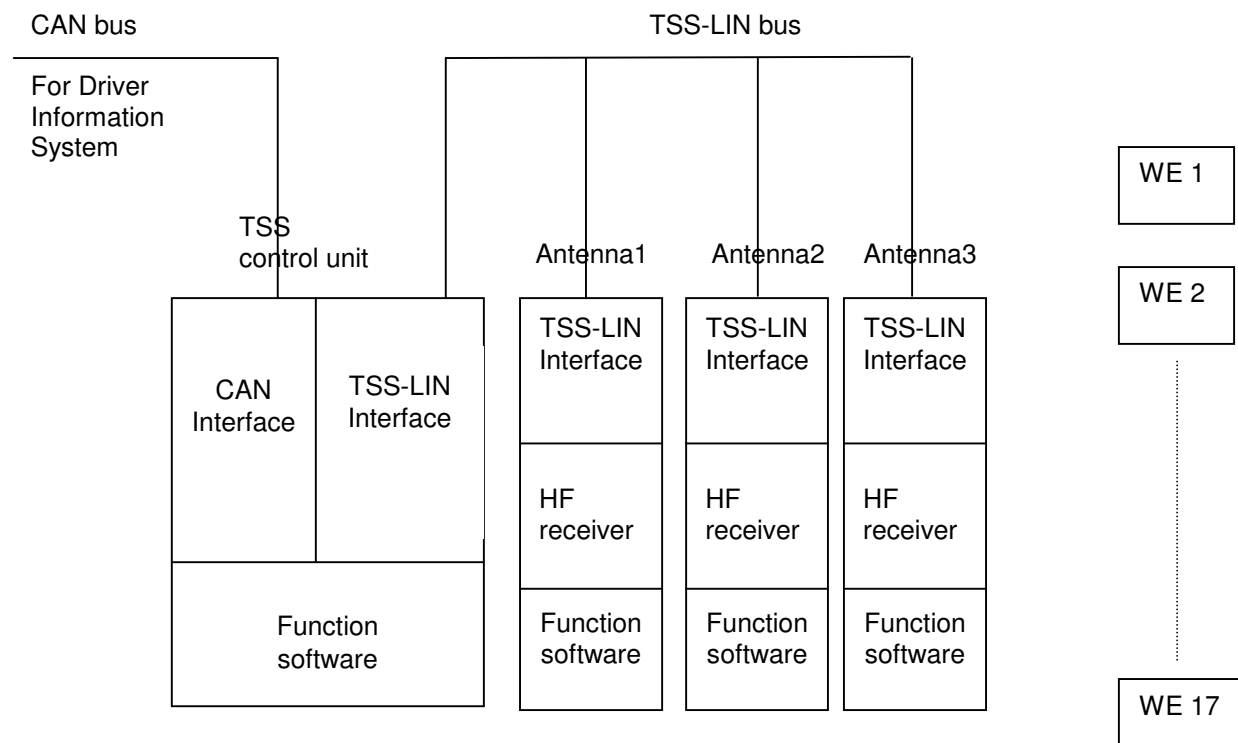 CAN bus
TSS-LIN bus
For Driver
Information
System
WE 1
TSS
control unit
Antenna1
Antenna2
Antenna3
WE 2
CAN
Interface
TSS-LIN
Interface
TSS-LIN
Interface
TSS-LIN
Interface
TSS-LIN
Interface
HF
receiver
HF
receiver
HF
receiver
Function
software
Function
software
Function
software
Function
software
WE 17